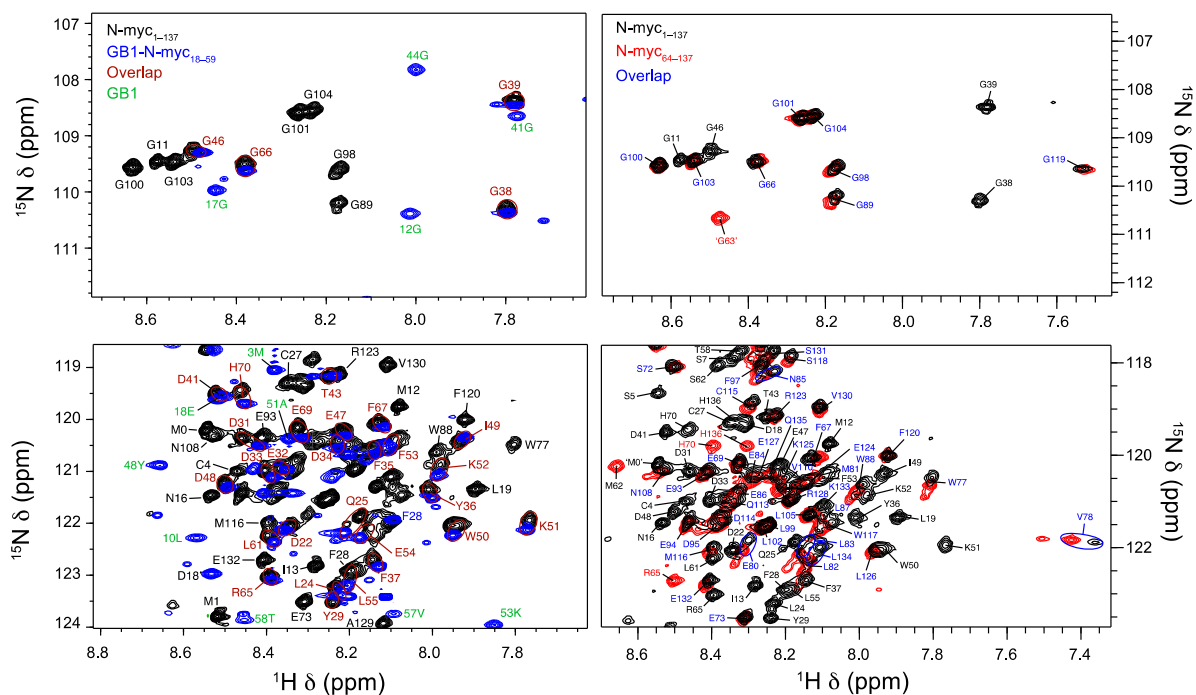 N-myc1–137
GB1-N-myc18–59
Overlap
GB1
44G
G39
G104
G101
41G
G11
G46
G66
G98
G100
G103
G38
17G
G89
12G
107
108
109
110
111
15N δ (ppm)
8.6
8.4
8.2
8.0
7.8
N-myc1–137
N-myc64–137
Overlap
G39
G101
G104
G11
G46
G119
G100
G103
G66
G98
G89
G38
'G63'
107
108
109
110
111
112
15N δ (ppm)
8.6
8.4
8.2
8.0
7.8
7.6
3M
C27
R123
V130
D41
H70
T43
M12
18E
51A
E69
E47
F67
F120
M0
D31
E93
W88
I49
N108
W77
D34
F53
48Y
C4
D33
E32
F35
K52
D48
N16
Q25
Y36
L19
M116
F28
K51
10L
L61
D22
E54
W50
E132
F28
D18
I13
F37
R65
L24
L55
M1
E73
Y29
57V
58T
A129
53K
119
120
121
122
123
124
15N δ (ppm)
8.8
8.6
8.4
8.2
8.0
7.8
1H δ (ppm)
T58
S131
S72
S62
S118
F97
N85
S5
C115
T43
R123
V130
H136
C27
D18
Q135
H70
D41
H136
E127
E47
F67
M12
H70
E84
K125
E124
F120
'M0'
D31
E69
V110
W88
M81
F53
I49
M62
D33
K52
W77
N108
E93
E86
R128
K133
C4
Q113
L105
L87
Y36
L19
D48
D114
L99
W117
V78
N16
E94
D95
D22
L102
L83
K51
M116
Q25
L134
W50
L61
E80
L82
L126
R65
F28
F37
E132
I13
L55
R65
L24
E73
Y29
118
120
122
15N δ (ppm)
8.6
8.4
8.2
8.0
7.8
7.6
7.4
1H δ (ppm)